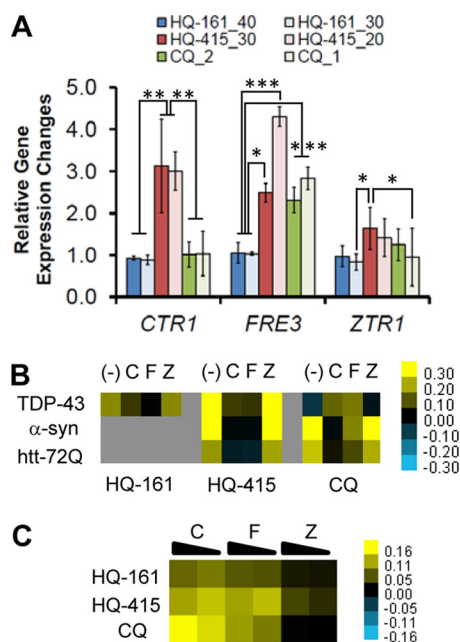 A
HQ-161_40 HQ-161_30
HQ-415_30 HQ-415_20
CQ_2 CQ_1
Relative Gene
Expression Changes
5.0
4.0
3.0
2.0
1.0
0.0
** **
***
* * **
* *
CTR1 FRE3 ZTR1
B
(-) C F Z (-) C F Z (-) C F Z
TDP-43
α-syn
htt-72Q
HQ-161 HQ-415 CQ
0.30
0.20
0.10
0.00
-0.10
-0.20
-0.30
C
C F Z
HQ-161
HQ-415
CQ
0.16
0.11
0.05
0.00
-0.05
-0.11
-0.16